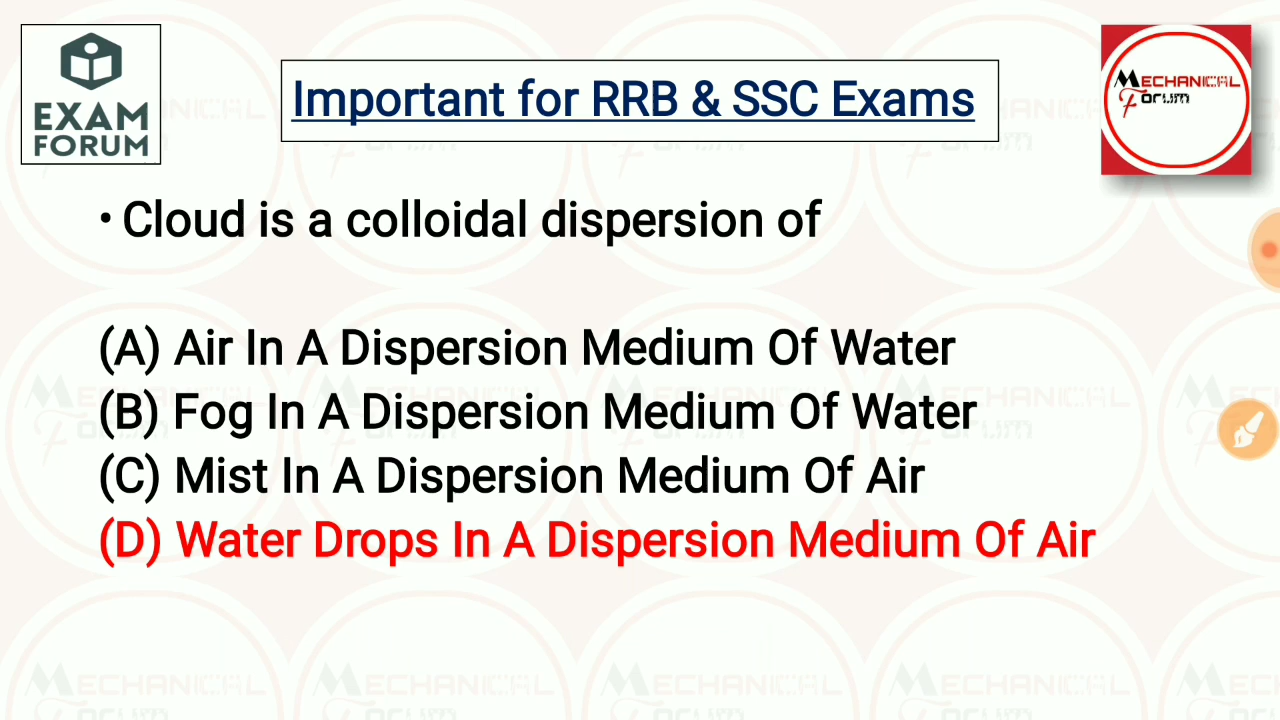 EXAM
FORUM
Important for RRB & SSC Exams
MECHANICAL
FORUM
• Cloud is a colloidal dispersion of
(A) Air In A Dispersion Medium Of Water
(B) Fog In A Dispersion Medium Of Water
(C) Mist In A Dispersion Medium Of Air
(D) Water Drops In A Dispersion Medium Of Air